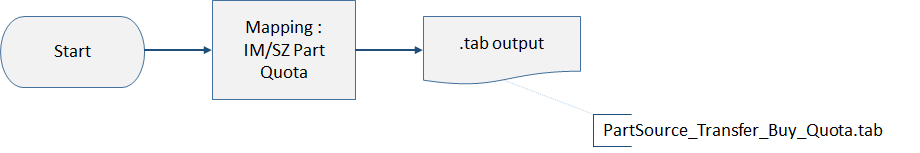 Start
Mapping :
IM/SZ Part
Quota
.tab output
PartSource_Transfer_Buy_Quota.tab